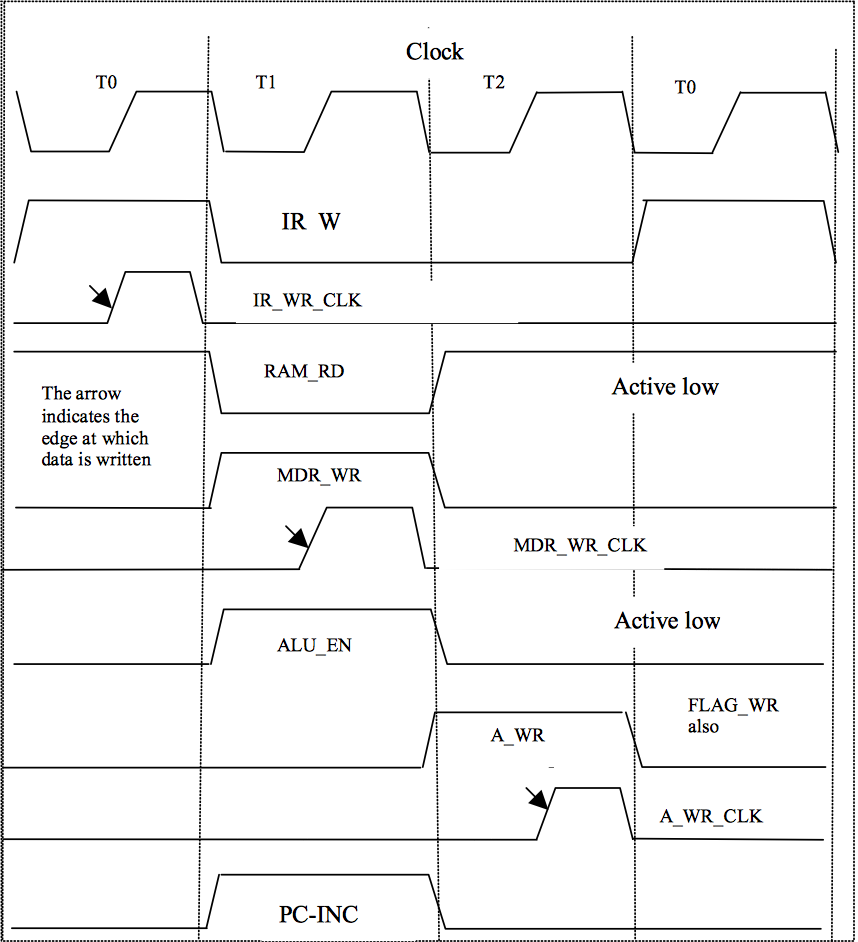 Clock
T0
T1
T2
T0
IR W
IR_WR_CLK
RAM_RD
Active low
The arrow
indicates the
edge at which
data is written
MDR_WR
MDR_WR_CLK
Active low
ALU_EN
FLAG_WR
also
A_WR
A_WR_CLK
PC-INC